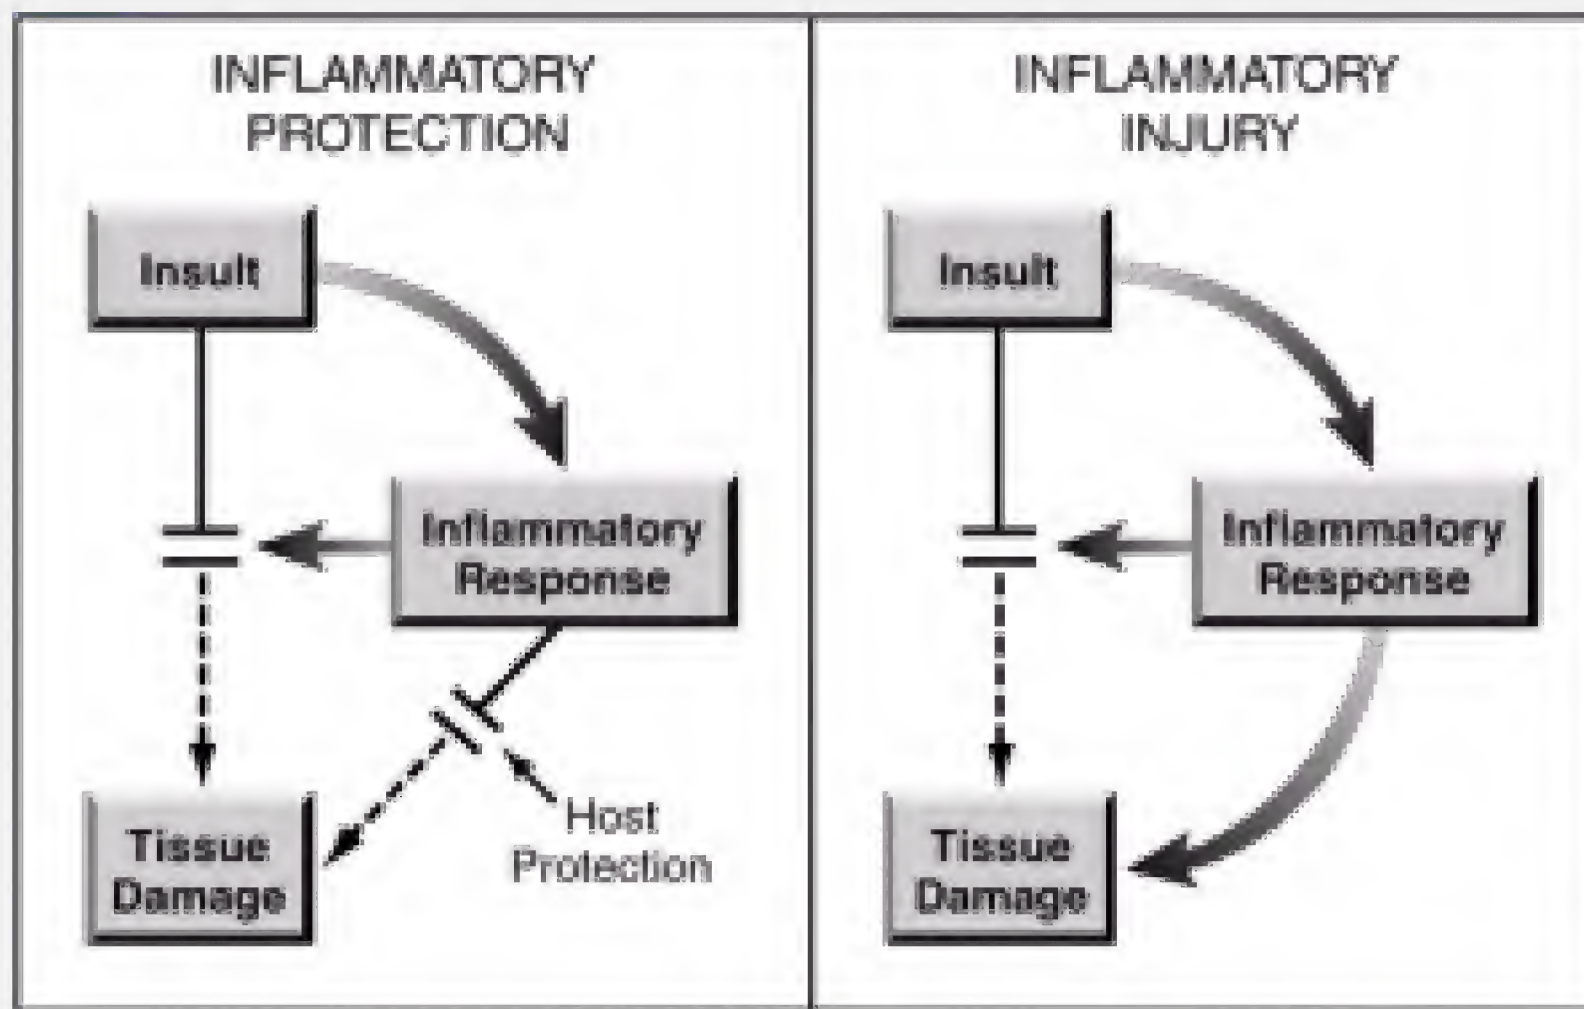 INFLAMMATORY
PROTECTION
Insult
Inflammatory
Response
Host
Protection
Tissue
Damage
INFLAMMATORY
INJURY
Insult
Inflammatory
Response
Tissue
Damage